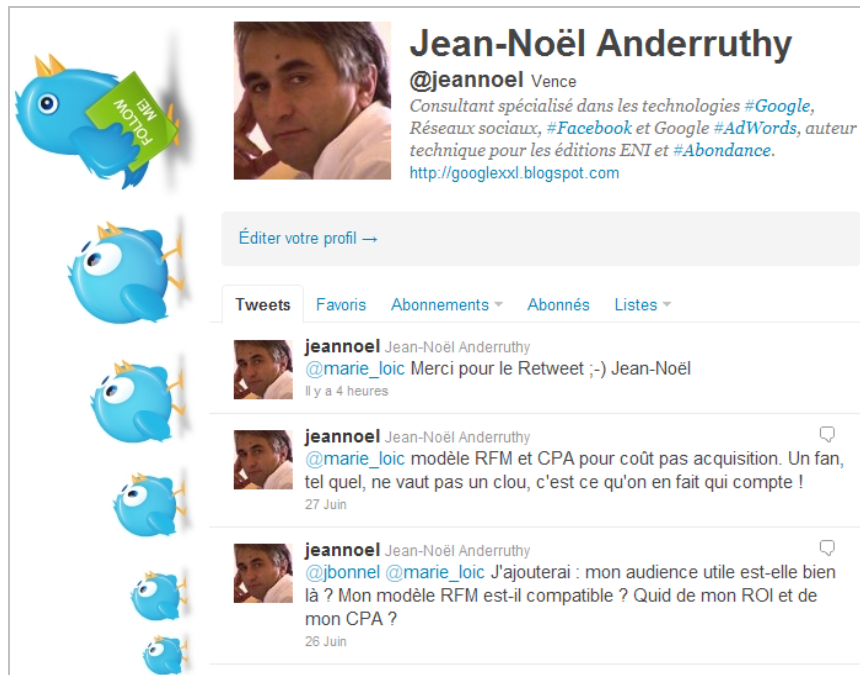 FOLLOW
ME!
Jean-Noël Anderruthy
@jeannoel Vence
Consultant spécialisé dans les technologies #Google,
Réseaux sociaux, #Facebook et Google #AdWords, auteur
technique pour les éditions ENI et #Abondance.
http://googlexxl.blogspot.com
Éditer votre profil →
Tweets Favoris Abonnements Abonnés Listes
jeannoel Jean-Noël Anderruthy
@marie_loic Merci pour le Retweet ;-) Jean-Noël
Il y a 4 heures
jeannoel Jean-Noël Anderruthy
@marie_loic modèle RFM et CPA pour coût pas acquisition. Un fan,
tel quel, ne vaut pas un clou, c'est ce qu'on en fait qui compte !
27 Juin
jeannoel Jean-Noël Anderruthy
@jbonnel @marie_loic J'ajouterai : mon audience utile est-elle bien
là ? Mon modèle RFM est-il compatible ? Quid de mon ROI et de
mon CPA ?
26 Juin